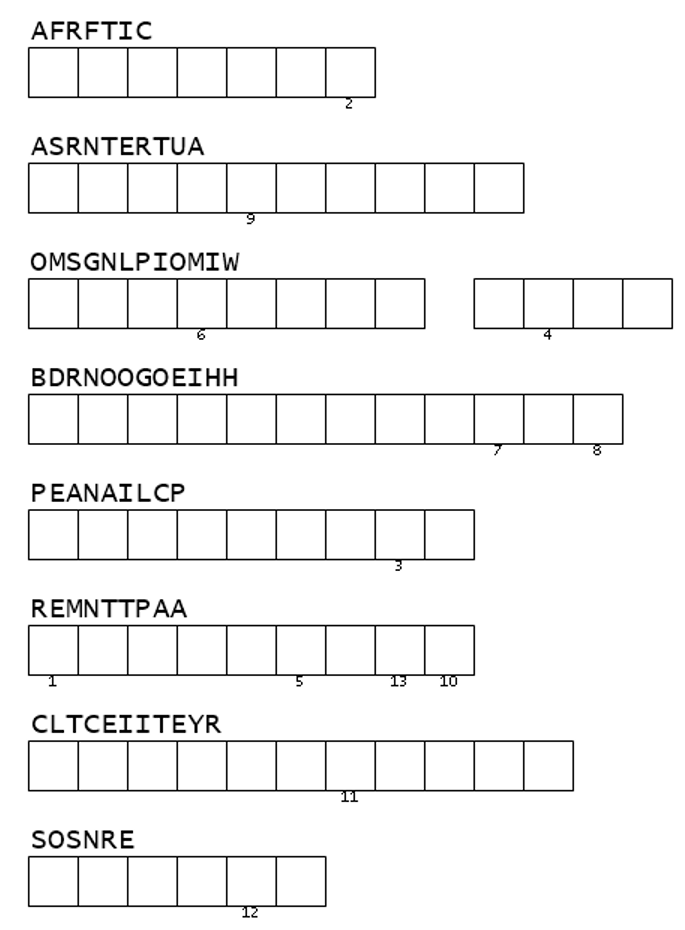 AFRFTIC
2
ASRNTERTUA
9
OMSGNLPIOMIW
6 4
BDRNOOGOEIHH
7 8
PEANAILCP
3
REMNTTPAA
1 5 13 10
CLTCEIITEYR
11
SOSNRE
12